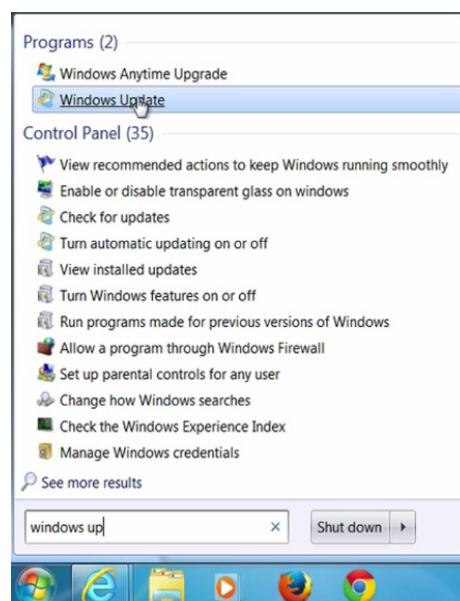 Programs (2)
Windows Anytime Upgrade
Windows Update
Control Panel (35)
View recommended actions to keep Windows running smoothly
Enable or disable transparent glass on windows
Check for updates
Turn automatic updating on or off
View installed updates
Turn Windows features on or off
Run programs made for previous versions of Windows
Allow a program through Windows Firewall
Set up parental controls for any user
Change how Windows searches
Check the Windows Experience Index
Manage Windows credentials
See more results
windows up
Shut down